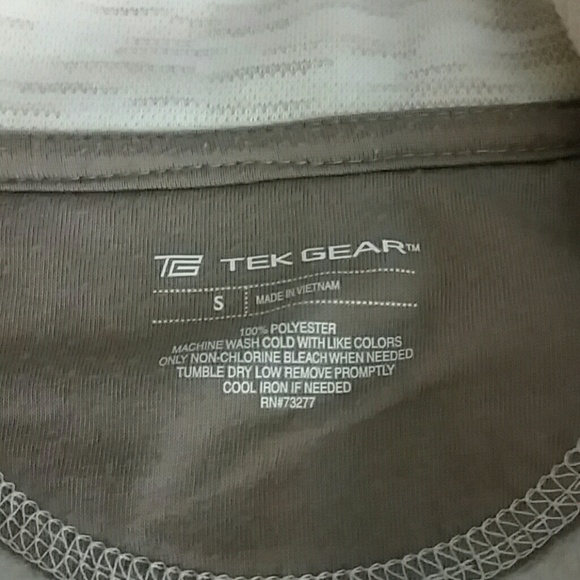 TG TEK GEAR™
S MADE IN VIETNAM
100% POLYESTER
MACHINE WASH COLD WITH LIKE COLORS
ONLY NON-CHLORINE BLEACH WHEN NEEDED
TUMBLE DRY LOW REMOVE PROMPTLY
COOL IRON IF NEEDED
RN#73277